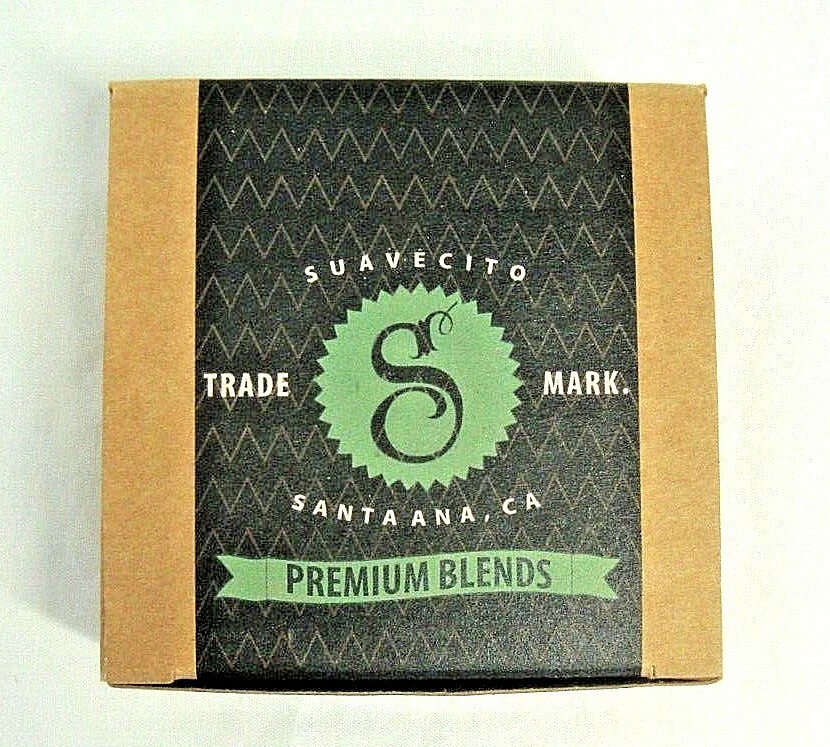 SUAVECITO
TRADE MARK.
S
SANTA ANA, CA
PREMIUM BLENDS